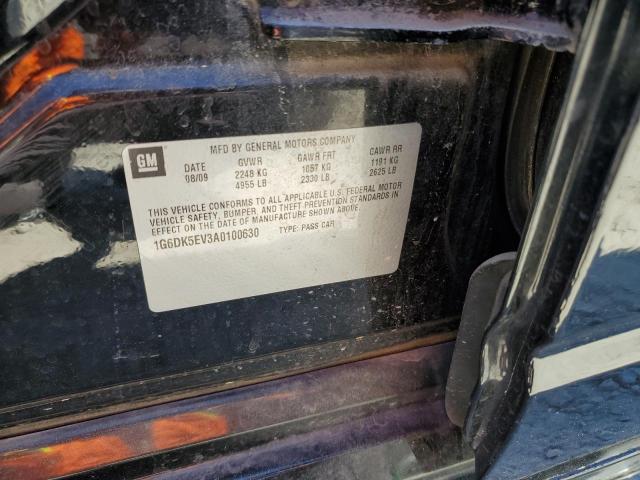 GM
MFD BY GENERAL MOTORS COMPANY
DATE GVWR GAWR FRT GAWR RR
08/09 2248 KG 1057 KG 1191 KG
4955 LB 2330 LB 2625 LB
THIS VEHICLE CONFORMS TO ALL APPLICABLE U.S. FEDERAL MOTOR
VEHICLE SAFETY, BUMPER, AND THEFT PREVENTION STANDARDS IN
EFFECT ON THE DATE OF MANUFACTURE SHOWN ABOVE.
1G6DK5EV3A0100630 TYPE: PASS CAR